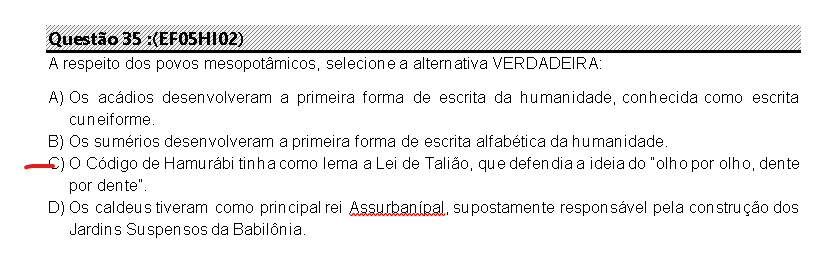 Questão 35 :(EF05HI02)
A respeito dos povos mesopotâmicos, selecione a alternativa VERDADEIRA:
A) Os acádios desenvolveram a primeira forma de escrita da humanidade, conhecida como escrita
cuneiforme.
B) Os sumérios desenvolveram a primeira forma de escrita alfabética da humanidade.
C) O Código de Hamurábi tinha como lema a Lei de Talião, que defendia a ideia do “olho por olho, dente
por dente”.
D) Os caldeus tiveram como principal rei Assurbanípal, supostamente responsável pela construção dos
Jardins Suspensos da Babilônia.